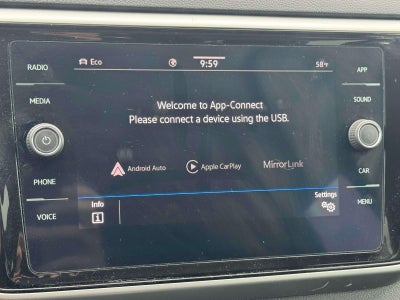 RADIO
MEDIA
PHONE
VOICE
Eco
9:59
58°F
Welcome to App-Connect
Please connect a device using the USB.
Android Auto
Apple CarPlay
MirrorLink
Info
Settings
APP
SOUND
CAR
MENU